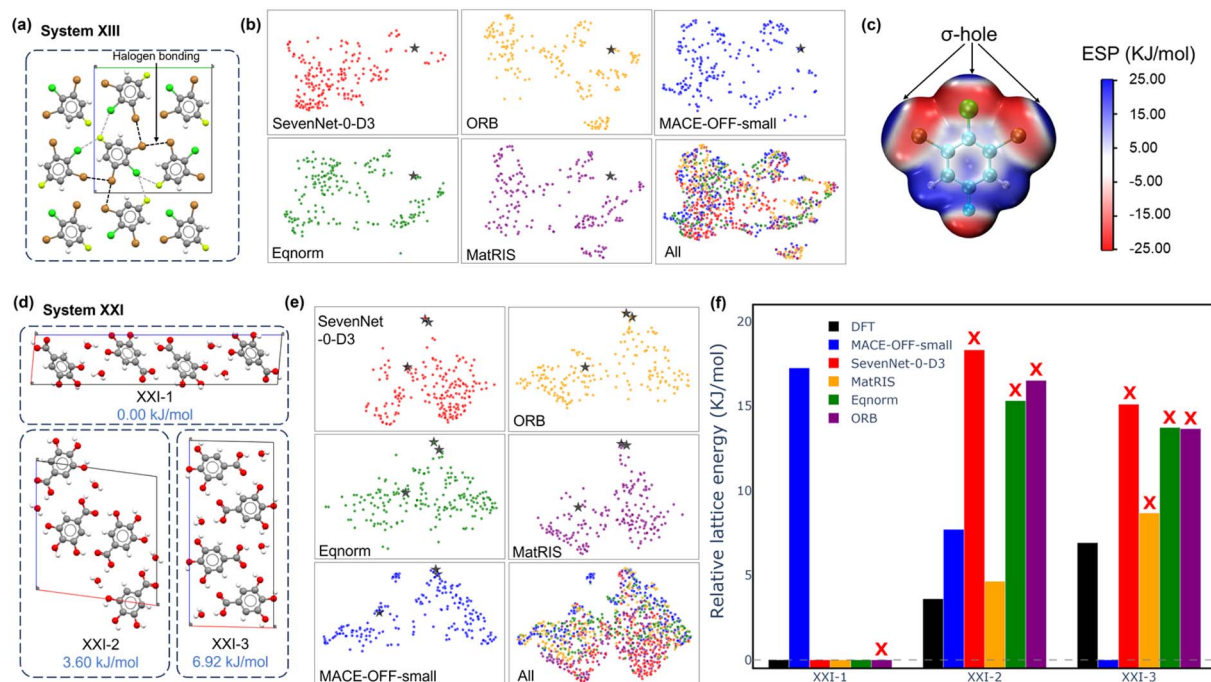 (a) System XIII
Halogen bonding
(b)
SevenNet-0-D3
ORB
MACE-OFF-small
Eqnorm
MatRIS
All
(c)
σ-hole
ESP (KJ/mol)
25.00
15.00
5.00
-5.00
-15.00
-25.00
(d) System XXI
XXI-1
0.00 kJ/mol
XXI-2
3.60 kJ/mol
XXI-3
6.92 kJ/mol
(e)
SevenNet
-0-D3
ORB
Eqnorm
MatRIS
MACE-OFF-small
All
(f)
Relative lattice energy (KJ/mol)
20
15
10
5
0
DFT
MACE-OFF-small
SevenNet-0-D3
MatRIS
Eqnorm
ORB
X
X
X
X
X
X
X
X
XXI-1
XXI-2
XXI-3